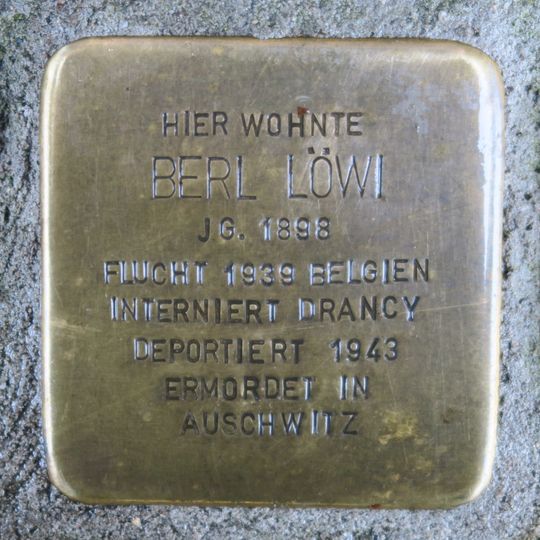 HIER WOHNTE
BERL LÖWI
JG. 1898
FLUCHT 1939 BELGIEN
INTERNIERT DRANCY
DEPORTIERT 1943
ERMORDET IN
AUSCHWITZ